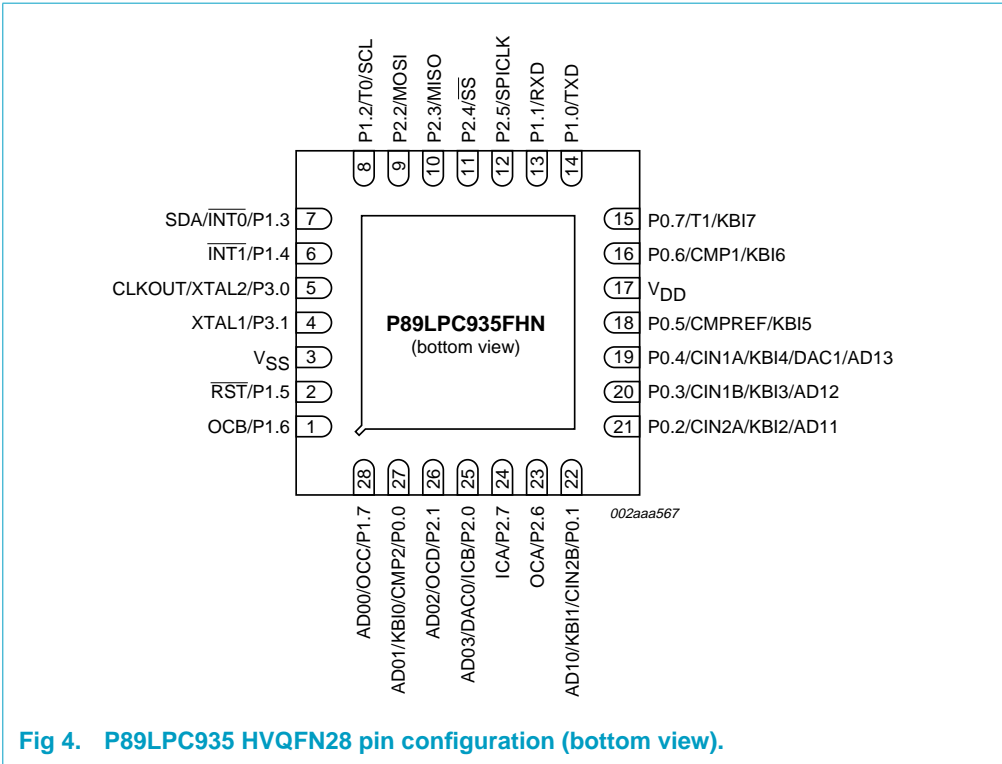 P1.2/T0/SCL
P2.2/MOSI
P2.3/MISO
P2.4/S̅S̅
P2.5/SPICLK
P1.1/RXD
P1.0/TXD
8
9
10
11
12
13
14
SDA/I̅N̅T̅0̅/P1.3 7
I̅N̅T̅1̅/P1.4 6
CLKOUT/XTAL2/P3.0 5
XTAL1/P3.1 4
VSS 3
R̅S̅T̅/P1.5 2
OCB/P1.6 1
P89LPC935FHN
(bottom view)
15 P0.7/T1/KBI7
16 P0.6/CMP1/KBI6
17 VDD
18 P0.5/CMPREF/KBI5
19 P0.4/CIN1A/KBI4/DAC1/AD13
20 P0.3/CIN1B/KBI3/AD12
21 P0.2/CIN2A/KBI2/AD11
28
27
26
25
24
23
22
AD00/OCC/P1.7
AD01/KBI0/CMP2/P0.0
AD02/OCD/P2.1
AD03/DAC0/ICB/P2.0
ICA/P2.7
OCA/P2.6
AD10/KBI1/CIN2B/P0.1
002aaa567
Fig 4. P89LPC935 HVQFN28 pin configuration (bottom view).